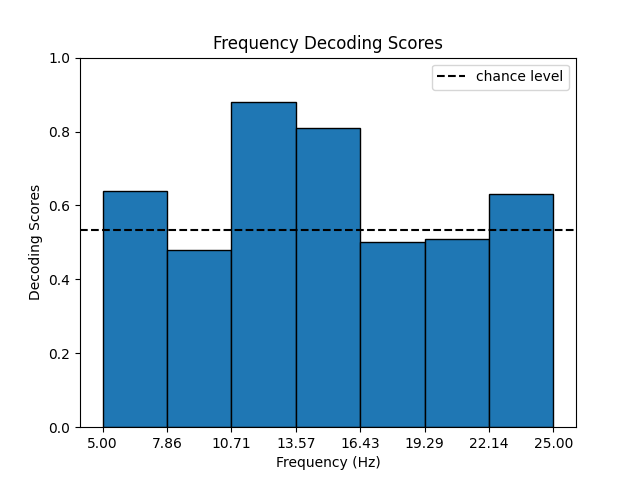 Frequency Decoding Scores
chance level
Decoding Scores
1.0
0.8
0.6
0.4
0.2
0.0
5.00 7.86 10.71 13.57 16.43 19.29 22.14 25.00
Frequency (Hz)